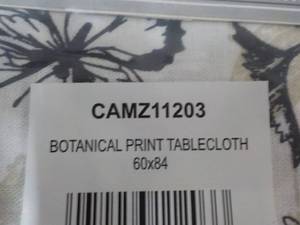 CAMZ11203
BOTANICAL PRINT TABLECLOTH
60x84